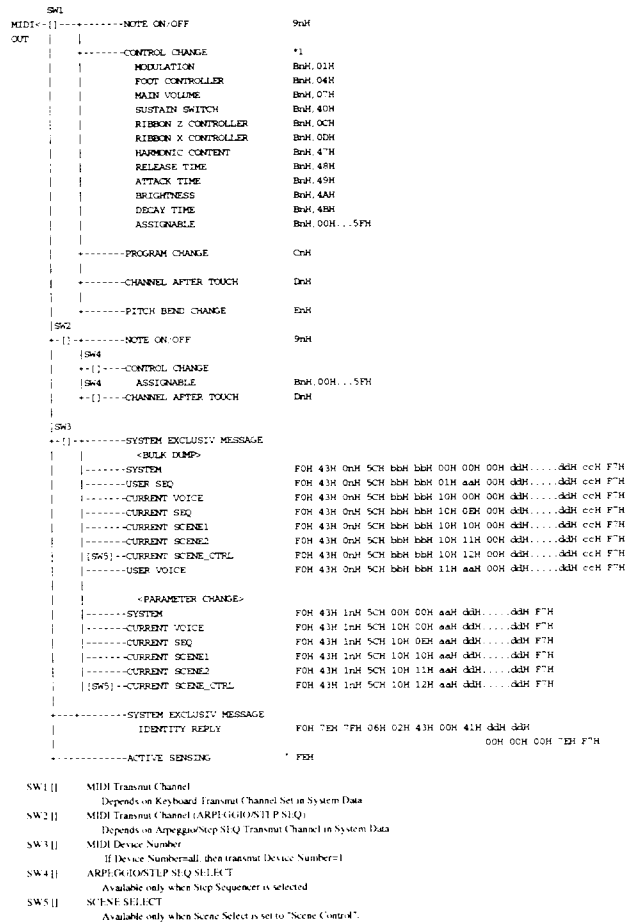 SW1
MIDI<-[]---+-------NOTE ON/OFF 9nH
OUT
+-------CONTROL CHANGE *1
MODULATION BnH,01H
FOOT CONTROLLER BnH,04H
MAIN VOLUME BnH,07H
SUSTAIN SWITCH BnH,40H
RIBBON Z CONTROLLER BnH,0CH
RIBBON X CONTROLLER BnH,0DH
HARMONIC CONTENT BnH,47H
RELEASE TIME BnH,48H
ATTACK TIME BnH,49H
BRIGHTNESS BnH,4AH
DECAY TIME BnH,4BH
ASSIGNABLE BnH,00H...5FH
+-------PROGRAM CHANGE CnH
+-------CHANNEL AFTER TOUCH DnH
+-------PITCH BEND CHANGE EnH
|SW2
+-[]-+-------NOTE ON/OFF 9nH
|SW4
+-[]----CONTROL CHANGE
|SW4 ASSIGNABLE BnH,00H...5FH
+-[]----CHANNEL AFTER TOUCH DnH
|SW3
+-[]-+-------SYSTEM EXCLUSIV MESSAGE
<BULK DUMP>
|-------SYSTEM F0H 43H 0nH 5CH bbH bbH 00H 00H 00H ddH.....ddH ccH F7H
|-------USER SEQ F0H 43H 0nH 5CH bbH bbH 01H aaH 00H ddH.....ddH ccH F7H
|-------CURRENT VOICE F0H 43H 0nH 5CH bbH bbH 10H 00H 00H ddH.....ddH ccH F7H
|-------CURRENT SEQ F0H 43H 0nH 5CH bbH bbH 10H 0EH 00H ddH.....ddH ccH F7H
|-------CURRENT SCENE1 F0H 43H 0nH 5CH bbH bbH 10H 10H 00H ddH.....ddH ccH F7H
|-------CURRENT SCENE2 F0H 43H 0nH 5CH bbH bbH 10H 11H 00H ddH.....ddH ccH F7H
|[SW5]--CURRENT SCENE_CTRL F0H 43H 0nH 5CH bbH bbH 10H 12H 00H ddH.....ddH ccH F7H
|-------USER VOICE F0H 43H 0nH 5CH bbH bbH 11H aaH 00H ddH.....ddH ccH F7H
<PARAMETER CHANGE>
|-------SYSTEM F0H 43H 1nH 5CH 00H 00H aaH ddH.....ddH F7H
|-------CURRENT VOICE F0H 43H 1nH 5CH 10H 00H aaH ddH.....ddH F7H
|-------CURRENT SEQ F0H 43H 1nH 5CH 10H 0EH aaH ddH.....ddH F7H
|-------CURRENT SCENE1 F0H 43H 1nH 5CH 10H 10H aaH ddH.....ddH F7H
|-------CURRENT SCENE2 F0H 43H 1nH 5CH 10H 11H aaH ddH.....ddH F7H
|[SW5]--CURRENT SCENE_CTRL F0H 43H 1nH 5CH 10H 12H aaH ddH.....ddH F7H
+---+-------SYSTEM EXCLUSIV MESSAGE
IDENTITY REPLY F0H 7EH 7FH 06H 02H 43H 00H 41H ddH ddH
00H 00H 00H 7EH F7H
+-----------ACTIVE SENSING FEH
SW1 [] MIDI Transmit Channel
Depends on Keyboard Transmit Channel Set in System Data
SW2 [] MIDI Transmit Channel (ARPEGGIO/STEP SEQ)
Depends on Arpeggio/Step SEQ Transmit Channel in System Data
SW3 [] MIDI Device Number
If Device Number=all, then transmit Device Number=1
SW4 [] ARPEGGIO/STEP SEQ SELECT
Available only when Step Sequencer is selected
SW5 [] SCENE SELECT
Available only when Scene Select is set to "Scene Control".